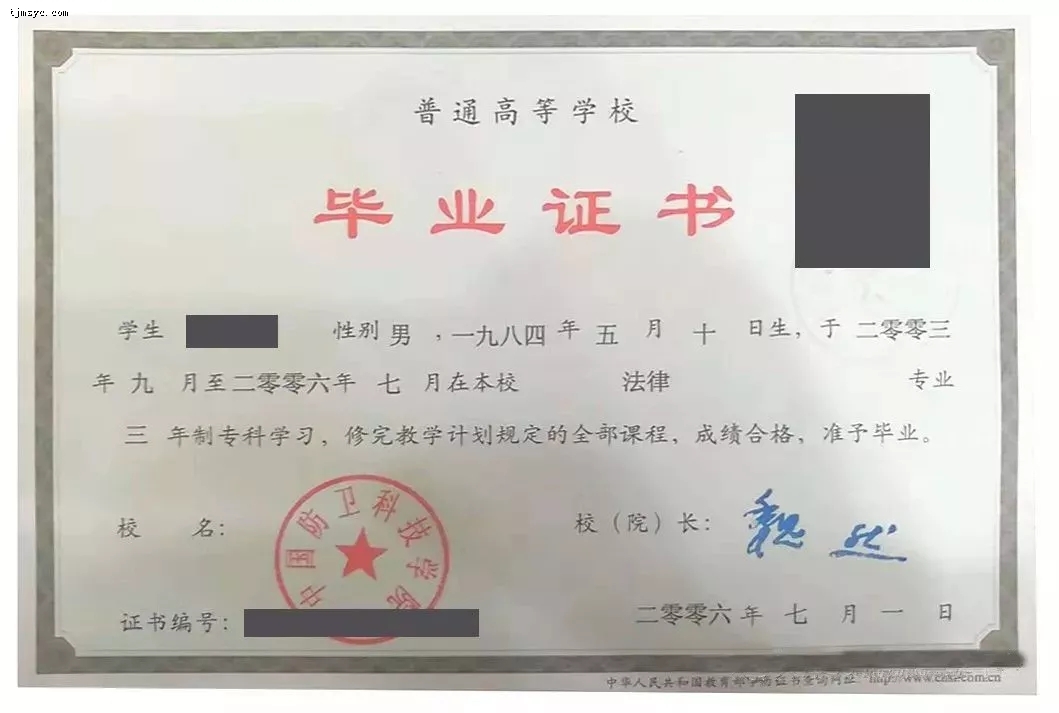 tjmsyc.com
普通高等学校
毕业证书
学生 性别 男 ,一九八四 年 五 月 十 日生，于 二零零三
年 九 月至 二零零六 年 七 月在本校 法律 专业
三 年制专科学习，修完教学计划规定的全部课程，成绩合格，准予毕业。
中国防卫科技学院
校 名： 校（院）长： 魏然
证书编号： 二零零六 年 七 月 一 日
中华人民共和国教育部学历证书查询网址 http://www.chsi.com.cn